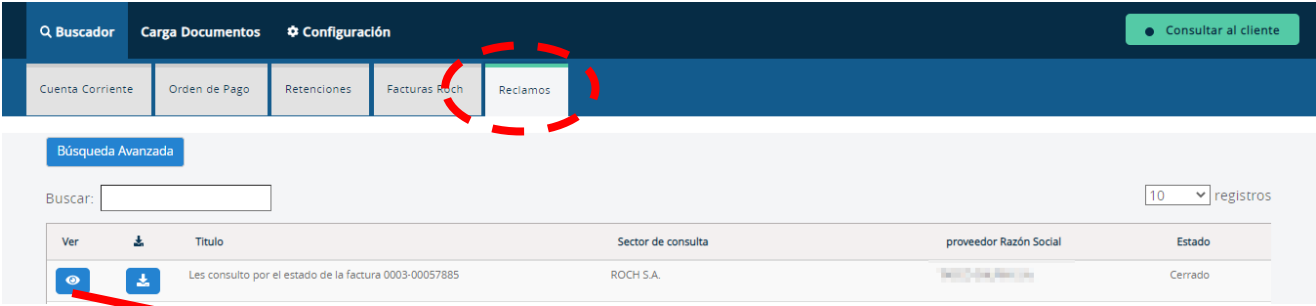 Buscador Carga Documentos Configuración Consultar al cliente
Cuenta Corriente Orden de Pago Retenciones Facturas Roch Reclamos
Búsqueda Avanzada
Buscar: 10 registros
Ver Titulo Sector de consulta proveedor Razón Social Estado
Les consulto por el estado de la factura 0003-00057885 ROCH S.A. Cerrado